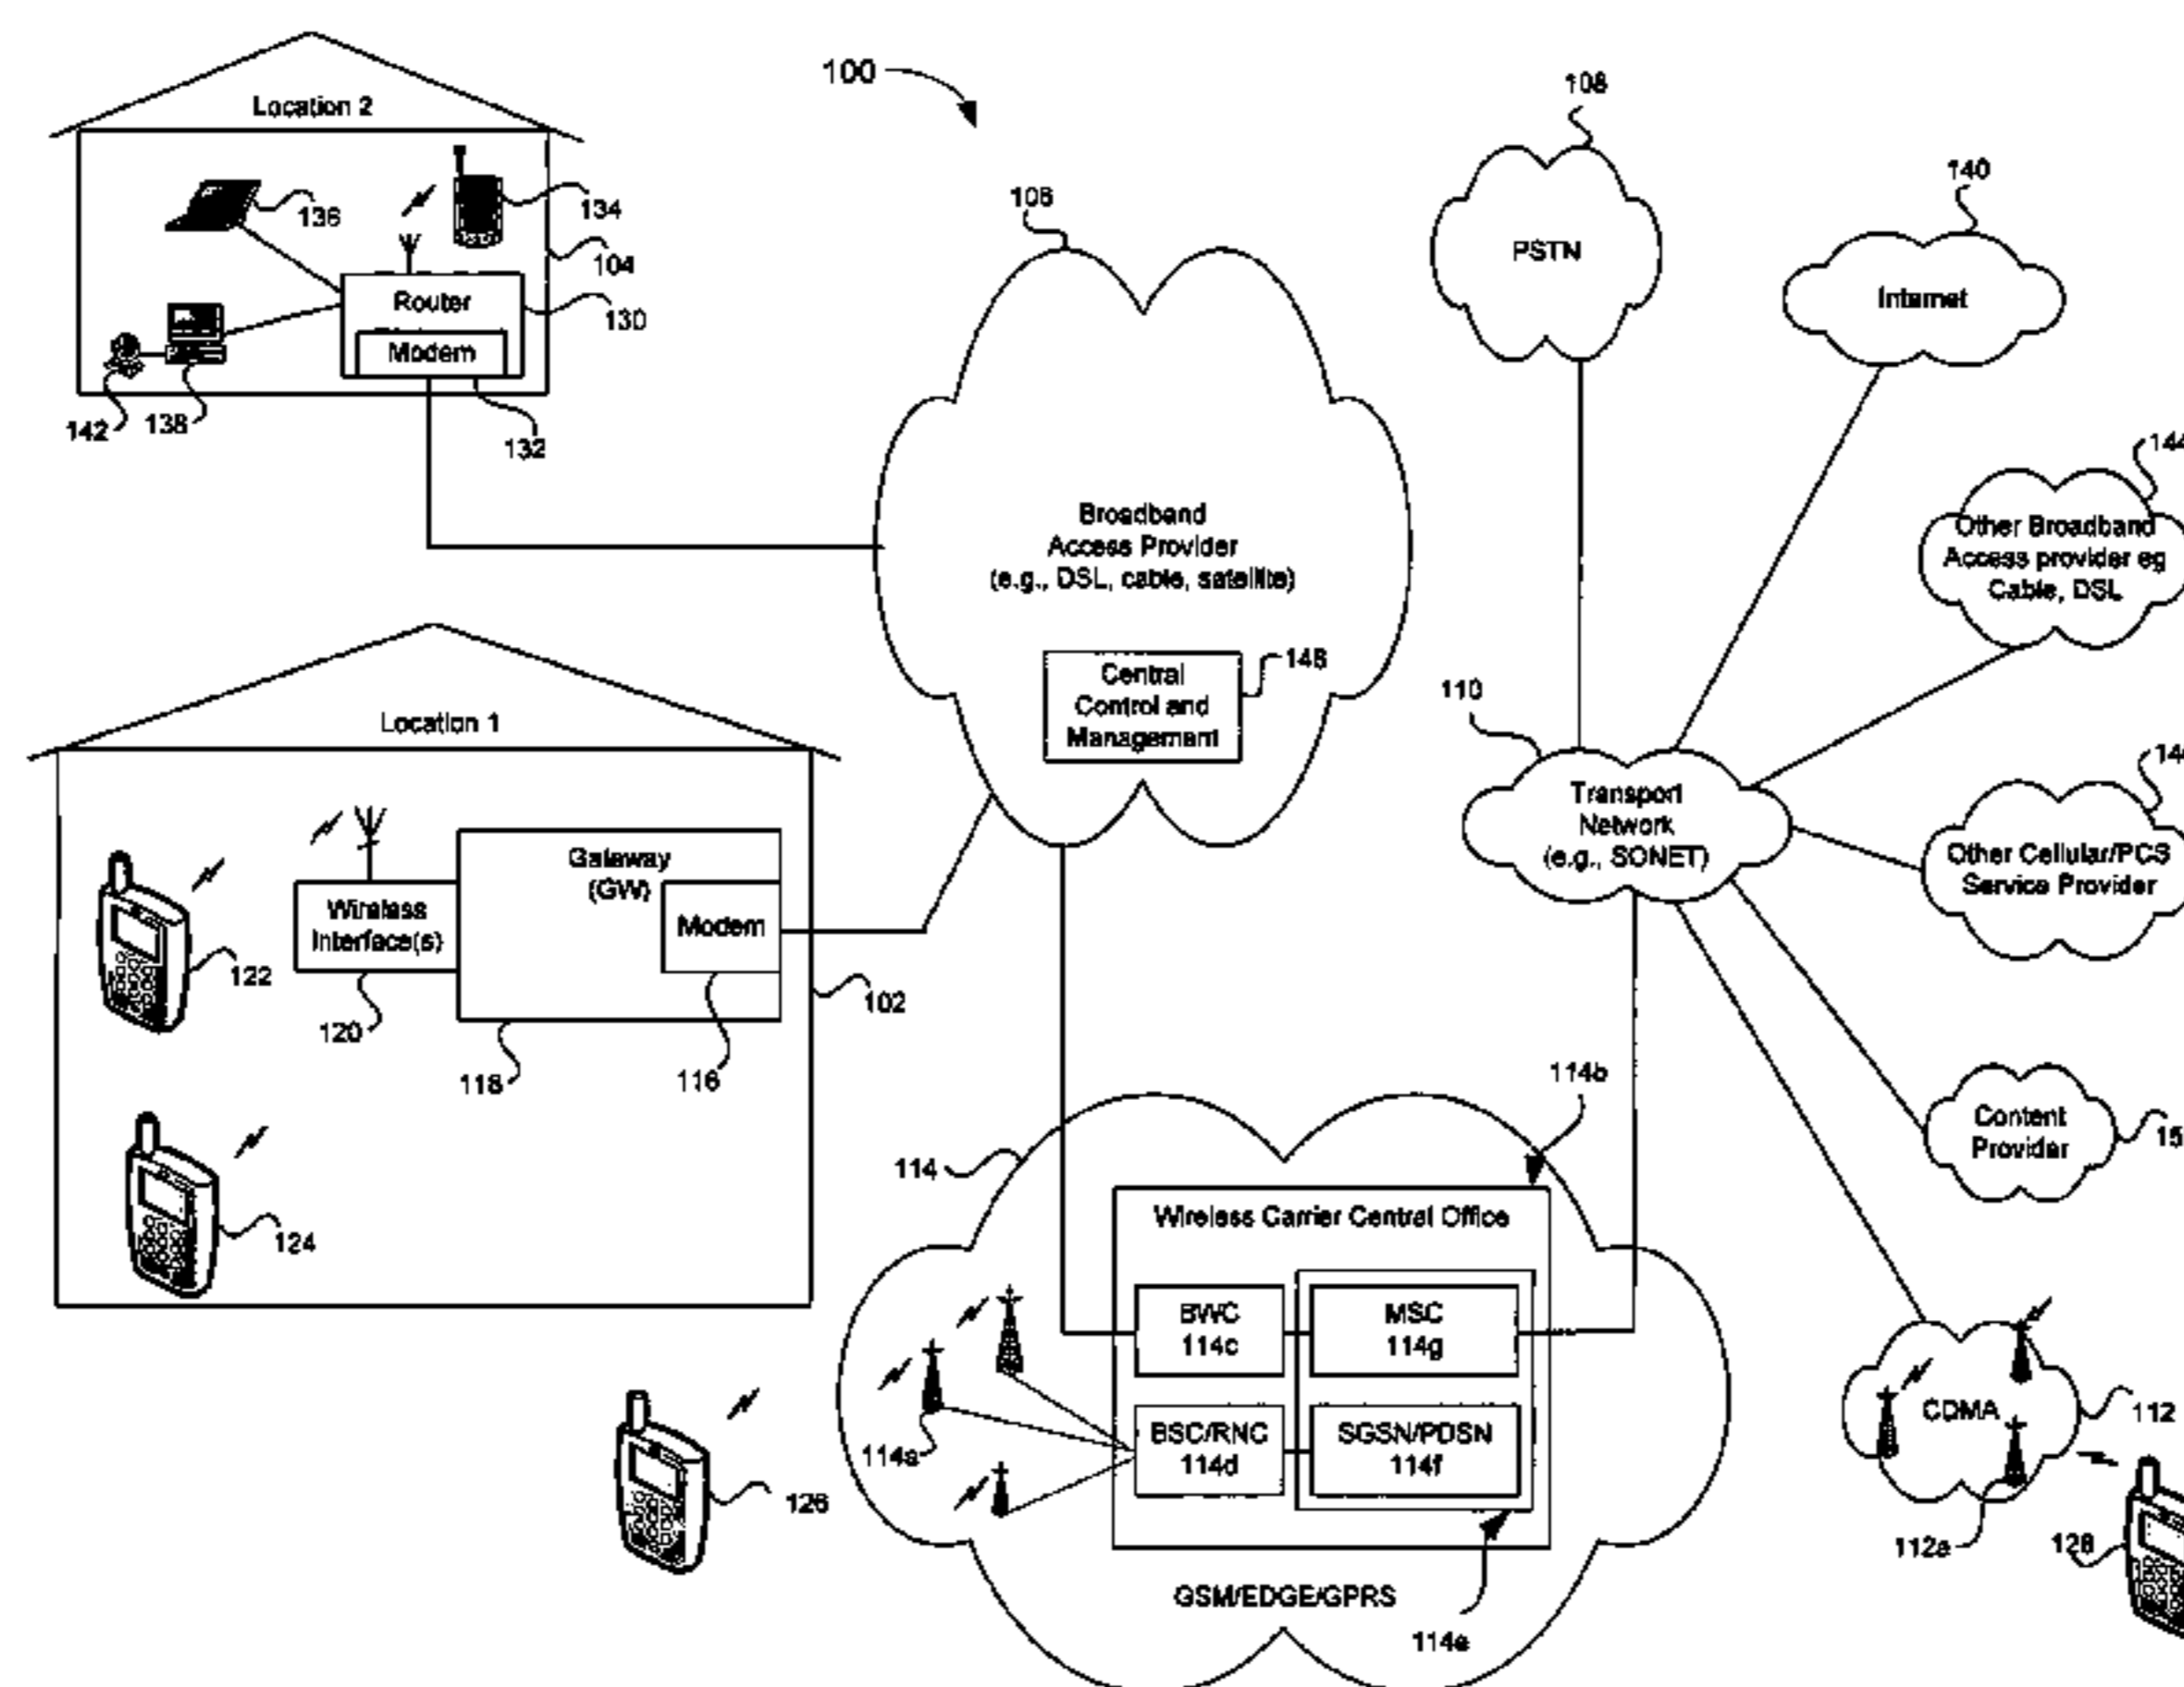 100
Location 2
136
134
104
Router
130
Modem
142
138
132
106
Broadband
Access Provider
(e.g., DSL, cable, satellite)
Central
Control and
Management
108
PSTN
140
Internet
Other Broadband
Access provider eg
Cable, DSL
110
Transport
Network
(e.g., SONET)
Other Cellular/PCS
Service Provider
Content
Provider
Location 1
Gateway
(GW)
Wireless
Interface(s)
Modem
122
120
118
116
102
124
126
114
114b
Wireless Carrier Central Office
BWC
114c
MSC
114g
BSC/RNC
114d
SGSN/PDSN
114f
114a
GSM/EDGE/GPRS
114e
CDMA
112
112a
128